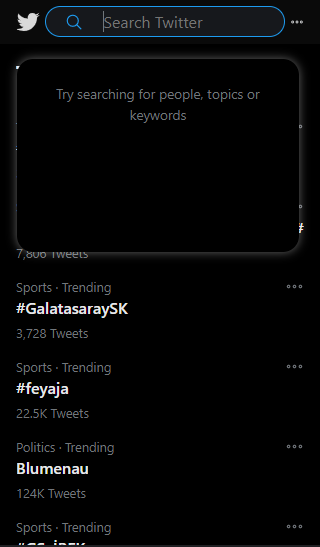 Search Twitter
Try searching for people, topics or
keywords
#
7,806 Tweets
Sports · Trending
#GalatasaraySK
3,728 Tweets
Sports · Trending
#feyaja
22.5K Tweets
Politics · Trending
Blumenau
124K Tweets
Sports · Trending